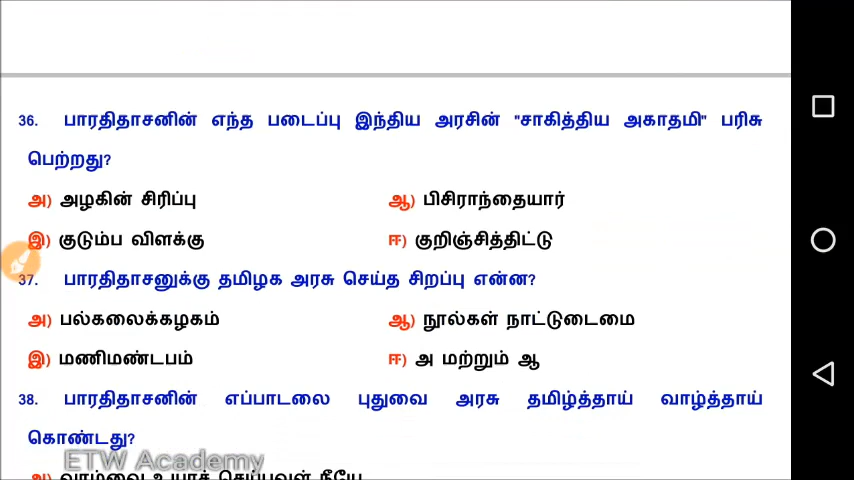 36. பாரதிதாசனின் எந்த படைப்பு இந்திய அரசின் "சாகித்திய அகாதமி" பரிசு
பெற்றது?
அ) அழகின் சிரிப்பு ஆ) பிசிராந்தையார்
இ) குடும்ப விளக்கு ஈ) குறிஞ்சித்திட்டு
37. பாரதிதாசனுக்கு தமிழக அரசு செய்த சிறப்பு என்ன?
அ) பல்கலைக்கழகம் ஆ) நூல்கள் நாட்டுடைமை
இ) மணிமண்டபம் ஈ) அ மற்றும் ஆ
38. பாரதிதாசனின் எப்பாடலை புதுவை அரசு தமிழ்த்தாய் வாழ்த்தாய்
கொண்டது?
ETW Academy
அ) வாழ்வை உயரச் செய்பவள் நீயே